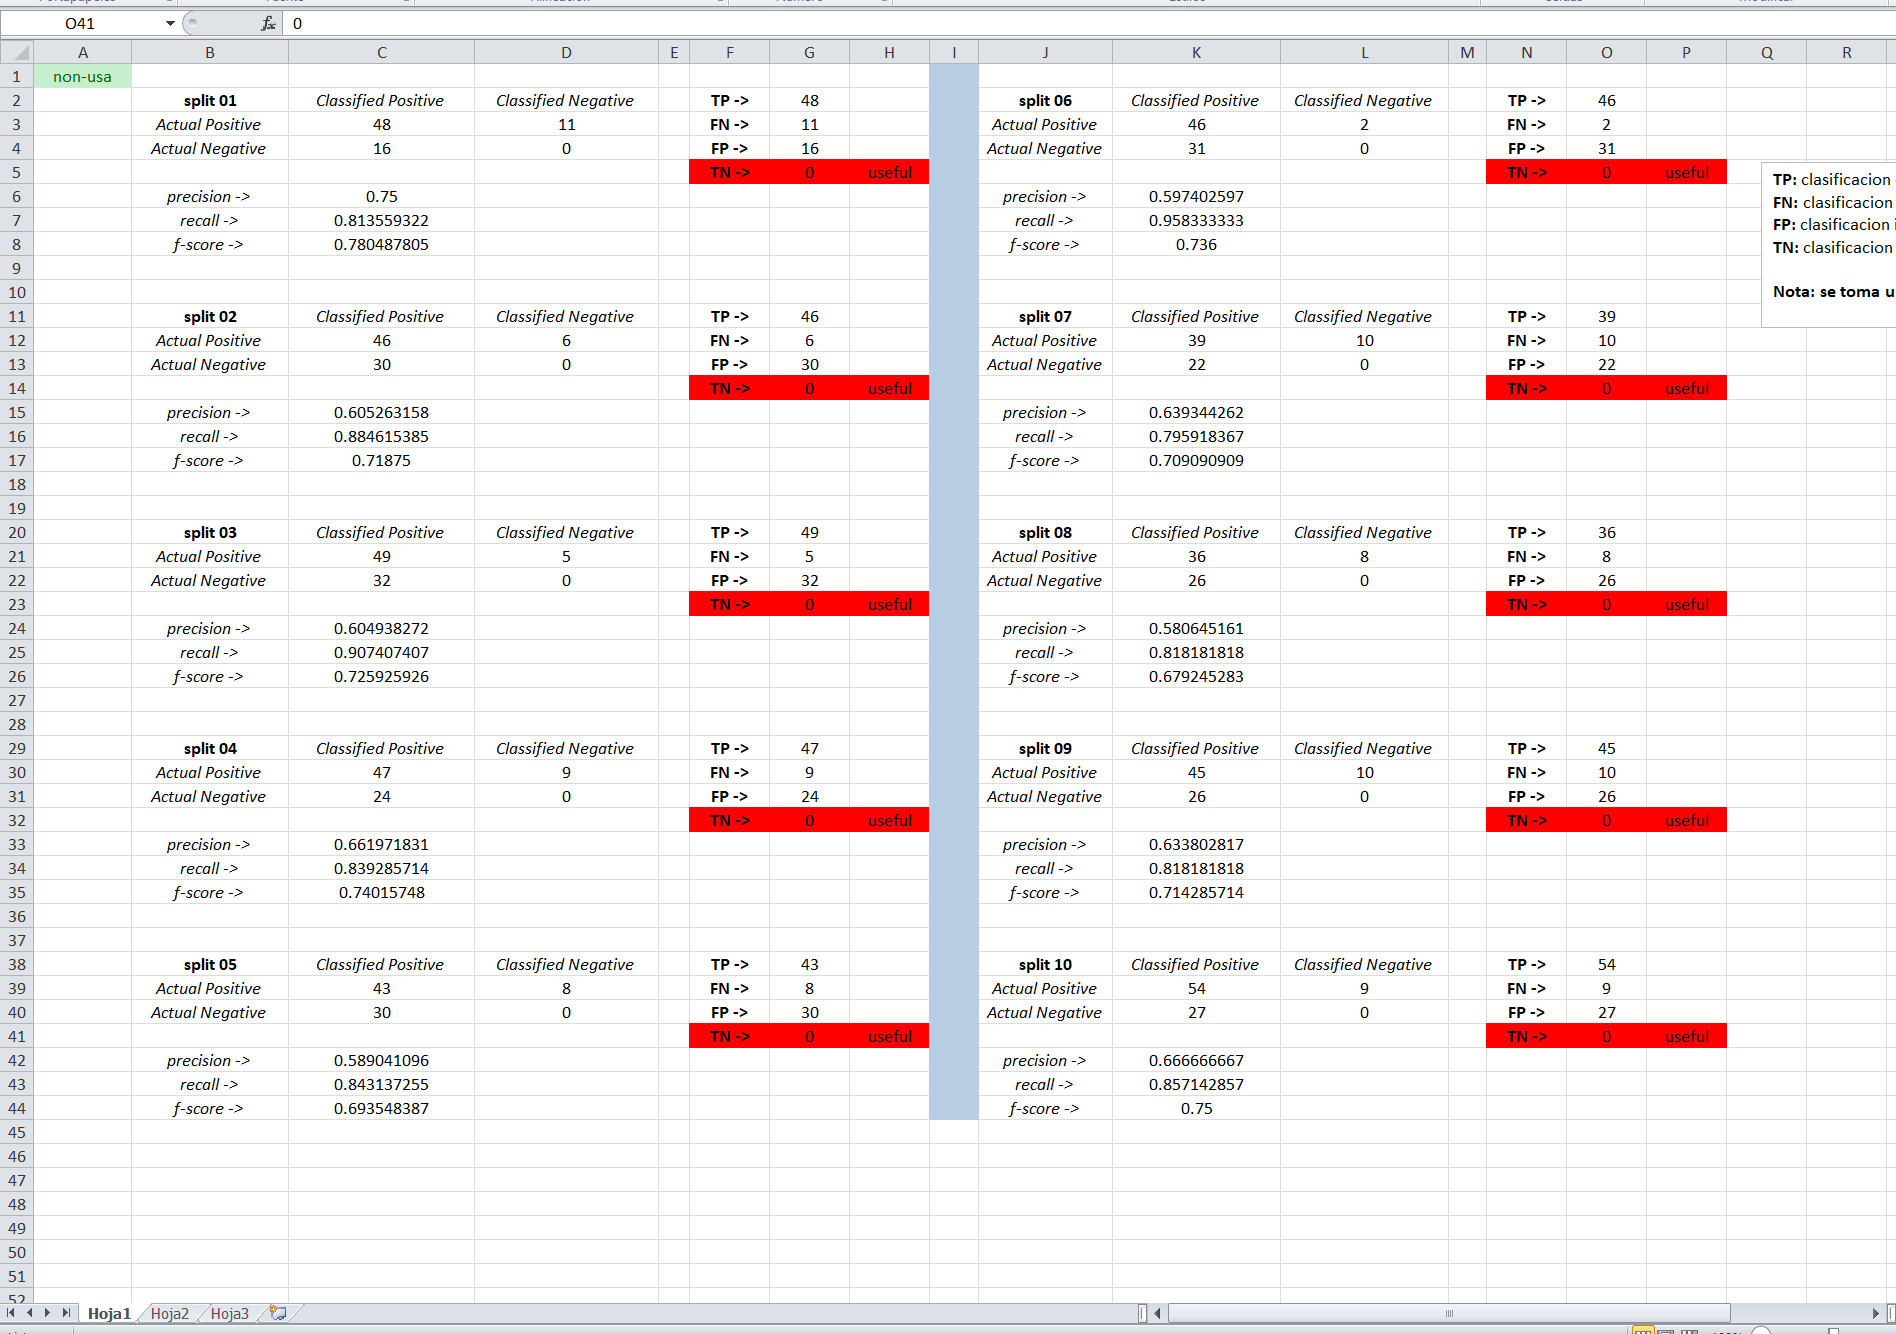 O41 fx 0
A B C D E F G H I J K L M N O P Q R
1 non-usa
2 split 01 Classified Positive Classified Negative TP -> 48 split 06 Classified Positive Classified Negative TP -> 46
3 Actual Positive 48 11 FN -> 11 Actual Positive 46 2 FN -> 2
4 Actual Negative 16 0 FP -> 16 Actual Negative 31 0 FP -> 31
5 TN -> 0 useful TN -> 0 useful
TP: clasificacion
6 precision -> 0.75 precision -> 0.597402597
FN: clasificacion
7 recall -> 0.813559322 recall -> 0.958333333
FP: clasificacion i
8 f-score -> 0.780487805 f-score -> 0.736
TN: clasificacion
9
10
Nota: se toma u
11 split 02 Classified Positive Classified Negative TP -> 46 split 07 Classified Positive Classified Negative TP -> 39
12 Actual Positive 46 6 FN -> 6 Actual Positive 39 10 FN -> 10
13 Actual Negative 30 0 FP -> 30 Actual Negative 22 0 FP -> 22
14 TN -> 0 useful TN -> 0 useful
15 precision -> 0.605263158 precision -> 0.639344262
16 recall -> 0.884615385 recall -> 0.795918367
17 f-score -> 0.71875 f-score -> 0.709090909
18
19
20 split 03 Classified Positive Classified Negative TP -> 49 split 08 Classified Positive Classified Negative TP -> 36
21 Actual Positive 49 5 FN -> 5 Actual Positive 36 8 FN -> 8
22 Actual Negative 32 0 FP -> 32 Actual Negative 26 0 FP -> 26
23 TN -> 0 useful TN -> 0 useful
24 precision -> 0.604938272 precision -> 0.580645161
25 recall -> 0.907407407 recall -> 0.818181818
26 f-score -> 0.725925926 f-score -> 0.679245283
27
28
29 split 04 Classified Positive Classified Negative TP -> 47 split 09 Classified Positive Classified Negative TP -> 45
30 Actual Positive 47 9 FN -> 9 Actual Positive 45 10 FN -> 10
31 Actual Negative 24 0 FP -> 24 Actual Negative 26 0 FP -> 26
32 TN -> 0 useful TN -> 0 useful
33 precision -> 0.661971831 precision -> 0.633802817
34 recall -> 0.839285714 recall -> 0.818181818
35 f-score -> 0.74015748 f-score -> 0.714285714
36
37
38 split 05 Classified Positive Classified Negative TP -> 43 split 10 Classified Positive Classified Negative TP -> 54
39 Actual Positive 43 8 FN -> 8 Actual Positive 54 9 FN -> 9
40 Actual Negative 30 0 FP -> 30 Actual Negative 27 0 FP -> 27
41 TN -> 0 useful TN -> 0 useful
42 precision -> 0.589041096 precision -> 0.666666667
43 recall -> 0.843137255 recall -> 0.857142857
44 f-score -> 0.693548387 f-score -> 0.75
45
46
47
48
49
50
51
52
Hoja1 Hoja2 Hoja3